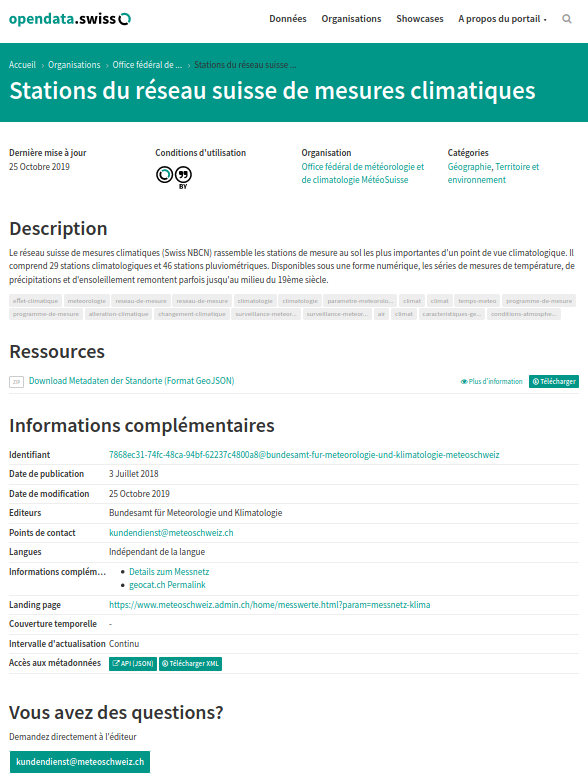 opendata.swiss
Données Organisations Showcases A propos du portail
Accueil › Organisations › Office fédéral de ... › Stations du réseau suisse ...
Stations du réseau suisse de mesures climatiques
Dernière mise à jour
25 Octobre 2019
Conditions d'utilisation
BY
Organisation
Office fédéral de météorologie et
de climatologie MétéoSuisse
Catégories
Géographie, Territoire et
environnement
Description
Le réseau suisse de mesures climatiques (Swiss NBCN) rassemble les stations de mesure au sol les plus importantes d'un point de vue climatologique. Il
comprend 29 stations climatologiques et 46 stations pluviométriques. Disponibles sous une forme numérique, les séries de mesures de température, de
précipitations et d'ensoleillement remontent parfois jusqu'au milieu du 19ème siècle.
effet-climatique meteorologie reseau-de-mesure reseau-de-mesure climatologie climatologie parametre-meteorolo... climat climat temps-meteo programme-de-mesure
programme-de-mesure alteration-climatique changement-climatique surveillance-meteor... surveillance-meteor... air climat caracteristiques-ge... conditions-atmosphe...
Ressources
ZIP Download Metadaten der Standorte (Format GeoJSON) Plus d'information Télécharger
Informations complémentaires
Identifiant 7868ec31-74fc-48ca-94bf-62237c4800a8@bundesamt-fur-meteorologie-und-klimatologie-meteoschweiz
Date de publication 3 Juillet 2018
Date de modification 25 Octobre 2019
Editeurs Bundesamt für Meteorologie und Klimatologie
Points de contact kundendienst@meteoschweiz.ch
Langues Indépendant de la langue
Informations complém... Details zum Messnetz
geocat.ch Permalink
Landing page https://www.meteoschweiz.admin.ch/home/messwerte.html?param=messnetz-klima
Couverture temporelle -
Intervalle d'actualisation Continu
Accès aux métadonnées API (JSON) Télécharger XML
Vous avez des questions?
Demandez directement à l'éditeur
kundendienst@meteoschweiz.ch